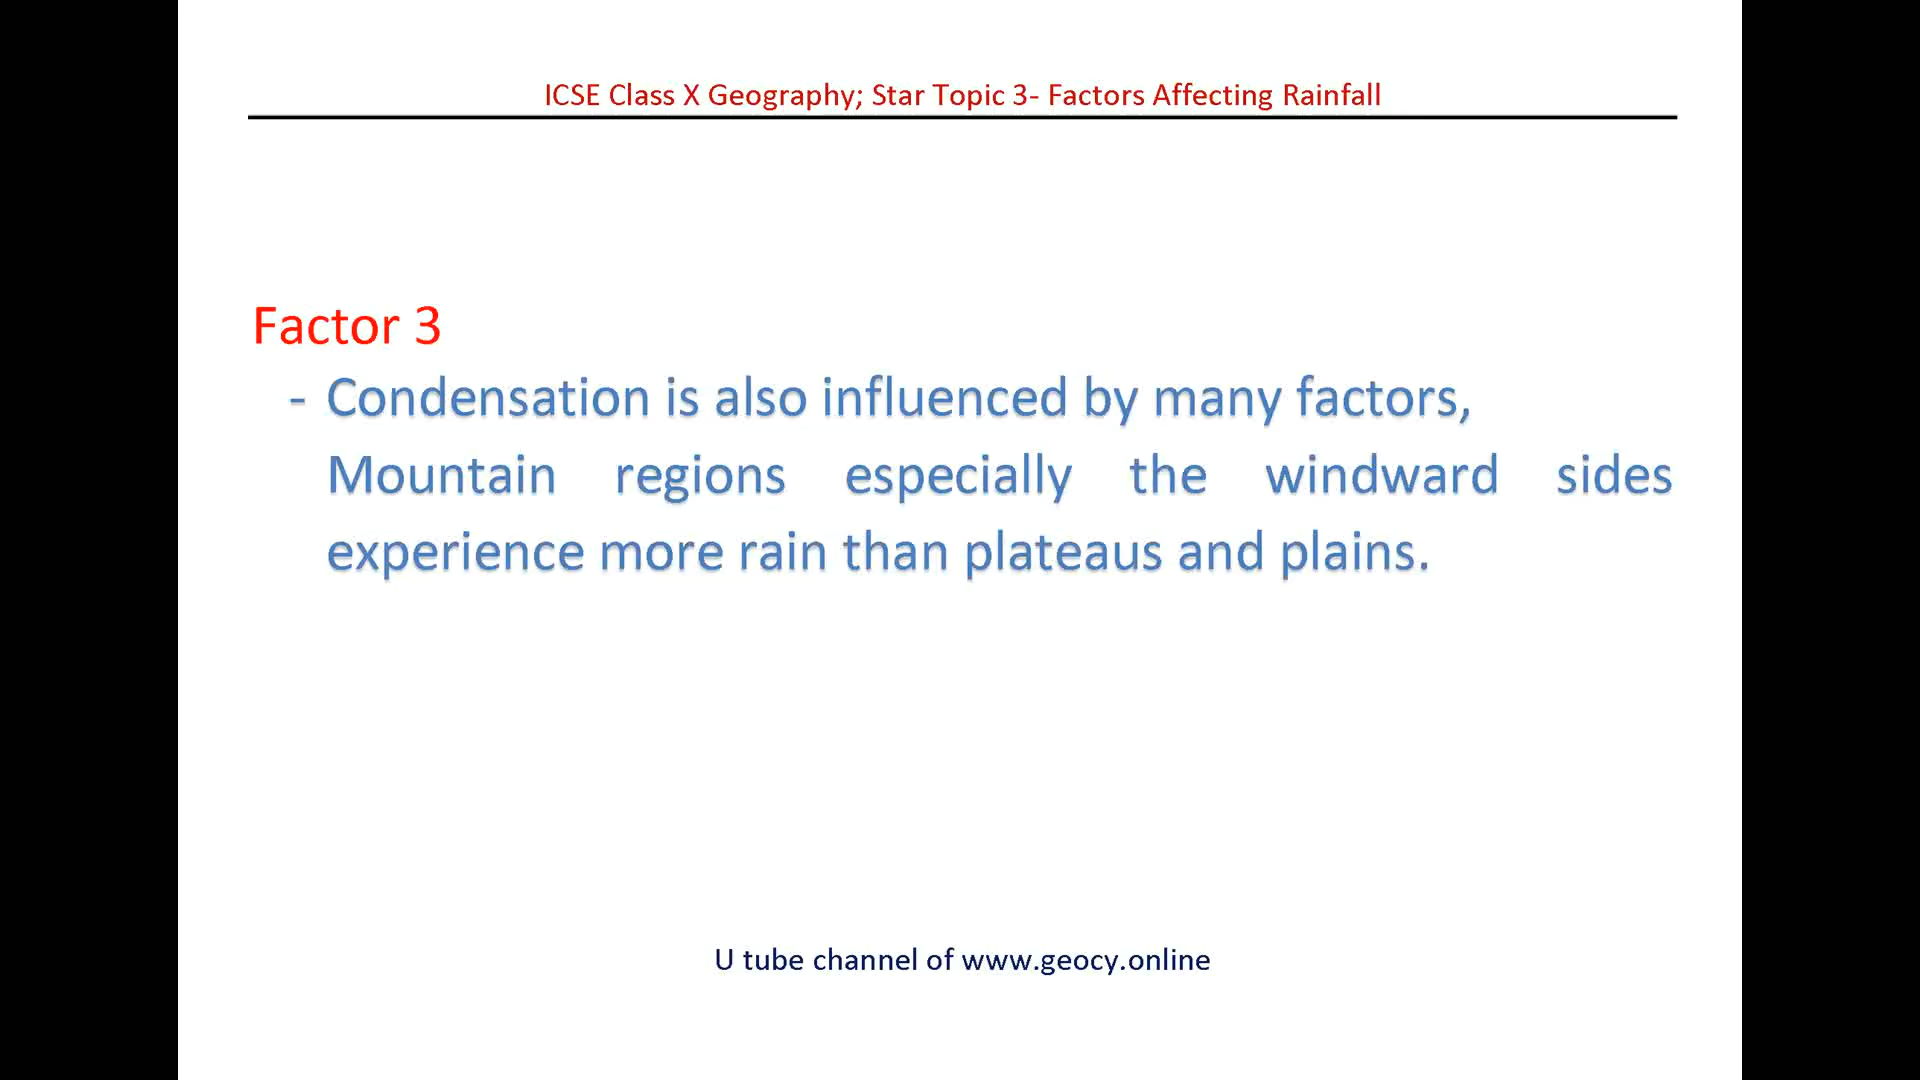 ICSE Class X Geography; Star Topic 3- Factors Affecting Rainfall
Factor 3
- Condensation is also influenced by many factors,
Mountain regions especially the windward sides
experience more rain than plateaus and plains.
U tube channel of www.geocy.online